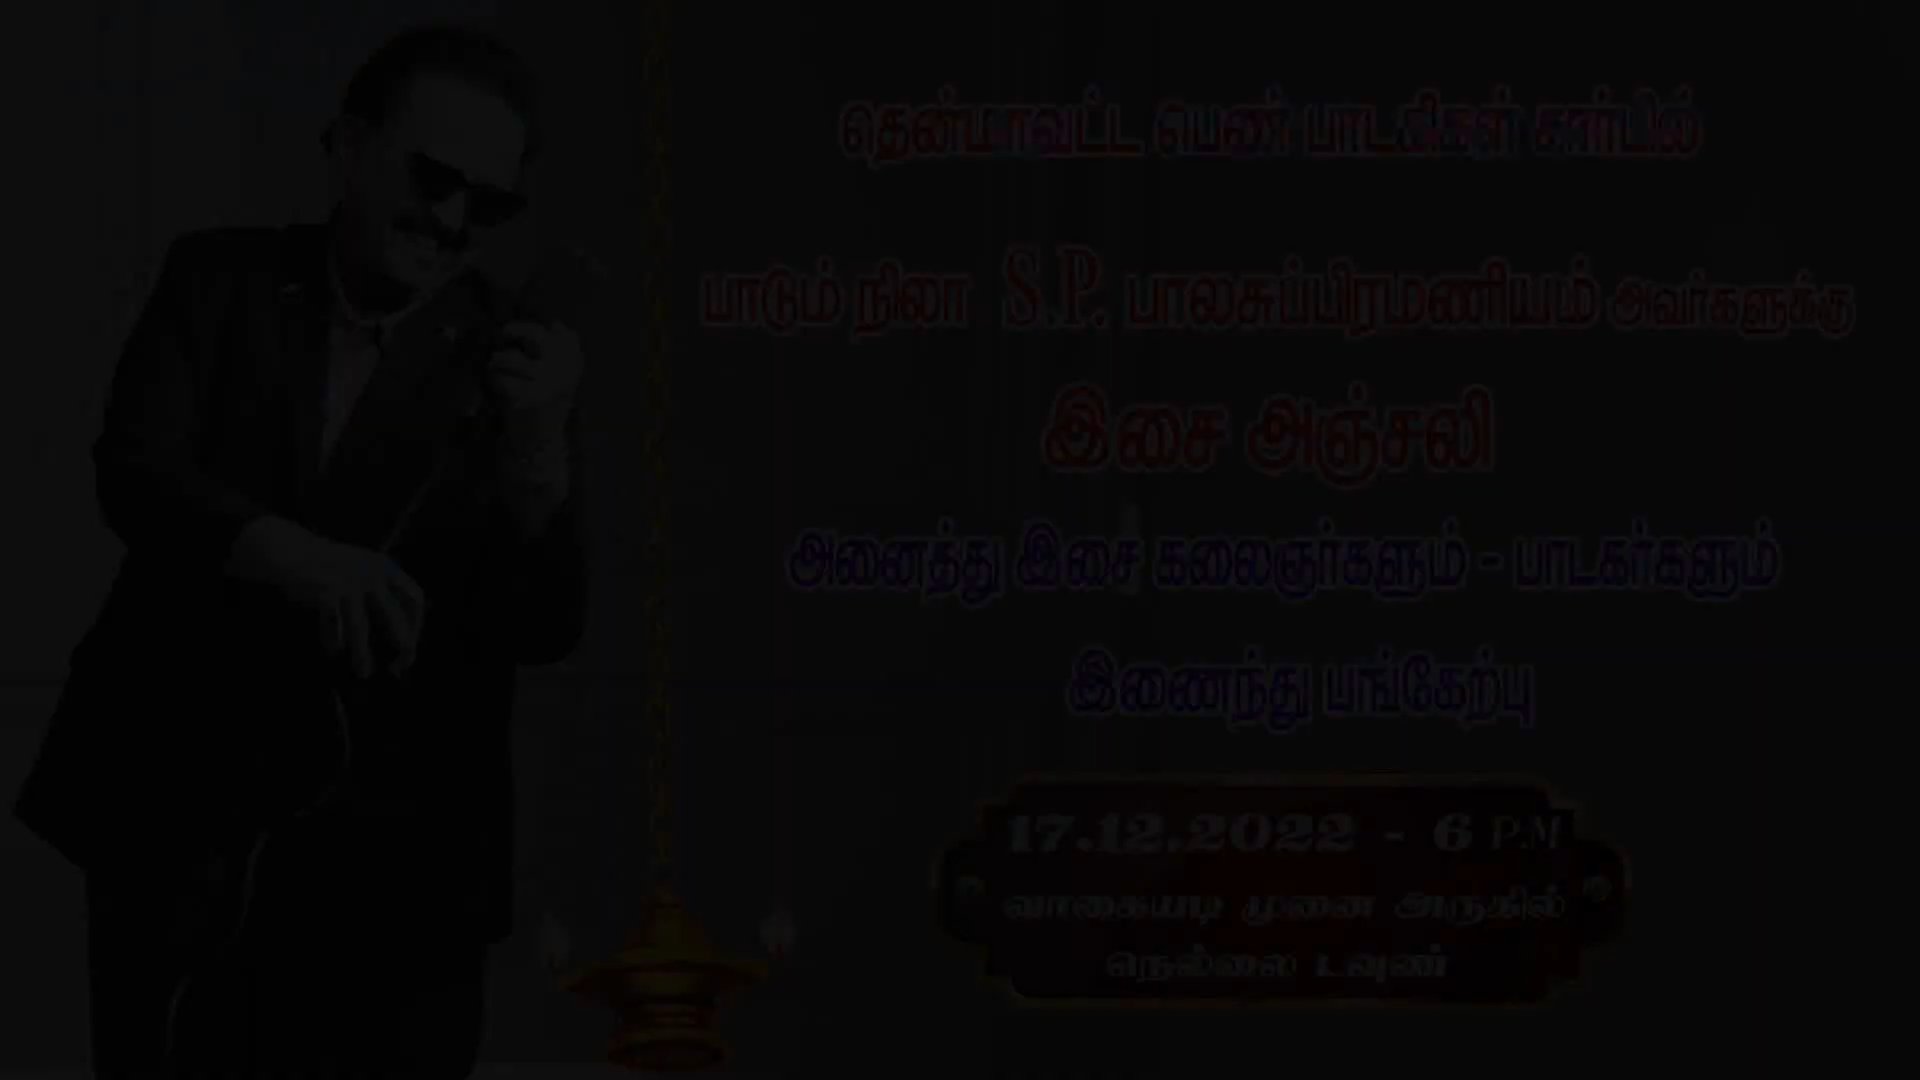 தென்மாவட்ட பெண் பாடகிகள் சார்பில்
பாடும் நிலா S.P. பாலசுப்பிரமணியம் அவர்களுக்கு
இசை அஞ்சலி
அனைத்து இசை கலைஞர்களும் - பாடகர்களும்
இணைந்து பங்கேற்பு
17.12.2022 - 6 P.M
வாகையடி முனை அருகில்
நெல்லை டவுண்